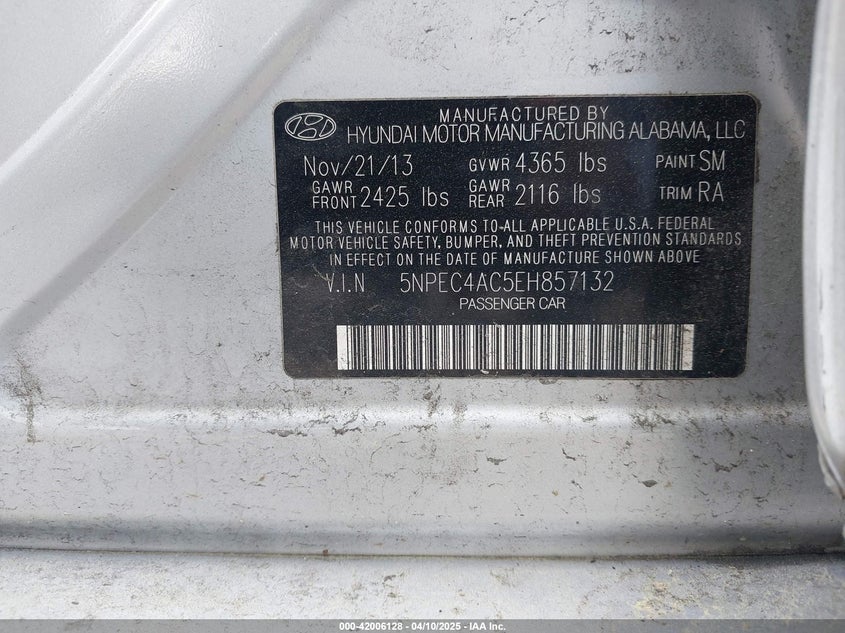 MANUFACTURED BY
HYUNDAI MOTOR MANUFACTURING ALABAMA, LLC
Nov/21/13 GVWR 4365 lbs PAINT SM
GAWR FRONT 2425 lbs GAWR REAR 2116 lbs TRIM RA
THIS VEHICLE CONFORMS TO ALL APPLICABLE U.S.A. FEDERAL
MOTOR VEHICLE SAFETY, BUMPER, AND THEFT PREVENTION STANDARDS
IN EFFECT ON THE DATE OF MANUFACTURE SHOWN ABOVE
V.I.N 5NPEC4AC5EH857132
PASSENGER CAR
000-42006128 - 04/10/2025 - IAA Inc.